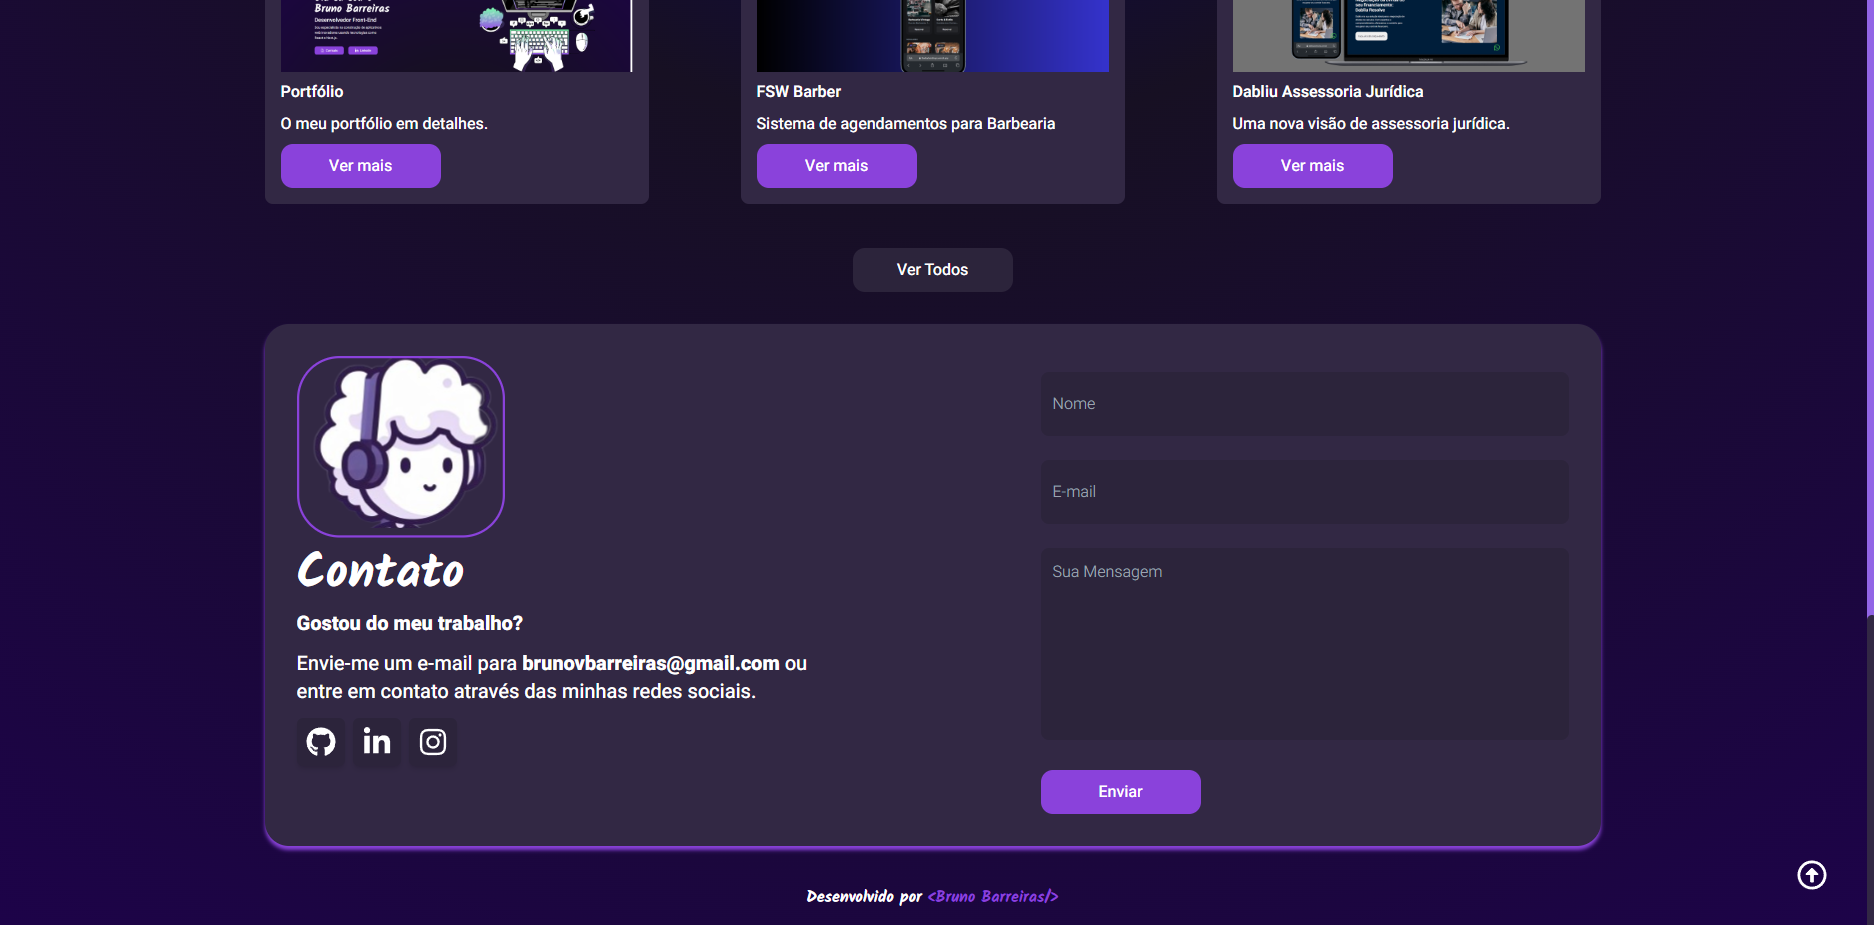 Bruno Barreiras
Desenvolvedor Front-End
Portfólio
O meu portfólio em detalhes.
Ver mais
FSW Barber
Sistema de agendamentos para Barbearia
Ver mais
Dabliu Assessoria Jurídica
Uma nova visão de assessoria jurídica.
Ver mais
Ver Todos
Contato
Gostou do meu trabalho?
Envie-me um e-mail para brunovbarreiras@gmail.com ou
entre em contato através das minhas redes sociais.
Nome
E-mail
Sua Mensagem
Enviar
Desenvolvido por <Bruno Barreiras/>